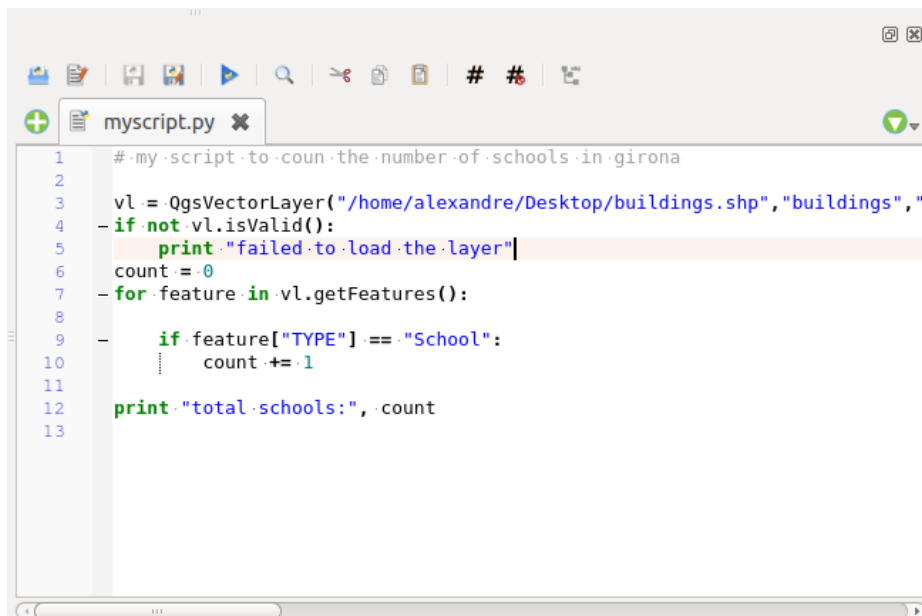 myscript.py
1 # my script to coun the number of schools in girona
2
3 vl = QgsVectorLayer("/home/alexandre/Desktop/buildings.shp","buildings","
4 if not vl.isValid():
5     print "failed to load the layer"
6 count = 0
7 for feature in vl.getFeatures():
8
9     if feature["TYPE"] == "School":
10         count += 1
11
12 print "total schools:", count
13